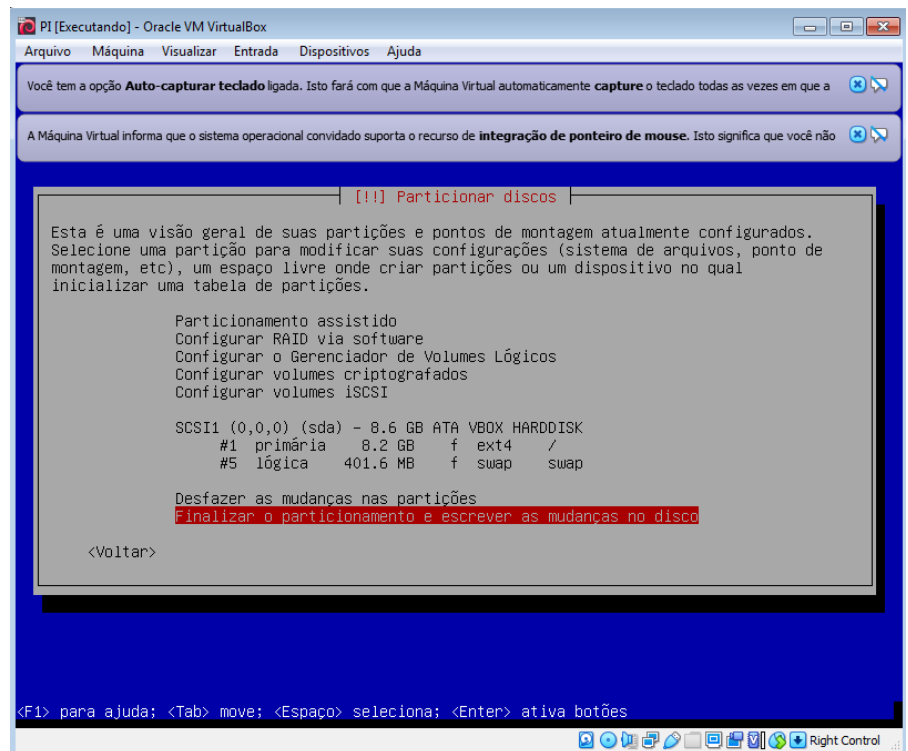 PI [Executando] - Oracle VM VirtualBox
Arquivo Máquina Visualizar Entrada Dispositivos Ajuda
Você tem a opção Auto-capturar teclado ligada. Isto fará com que a Máquina Virtual automaticamente capture o teclado todas as vezes em que a
A Máquina Virtual informa que o sistema operacional convidado suporta o recurso de integração de ponteiro de mouse. Isto significa que você não
[!!] Particionar discos
Esta é uma visão geral de suas partições e pontos de montagem atualmente configurados.
Selecione uma partição para modificar suas configurações (sistema de arquivos, ponto de
montagem, etc), um espaço livre onde criar partições ou um dispositivo no qual
inicializar uma tabela de partições.
Particionamento assistido
Configurar RAID via software
Configurar o Gerenciador de Volumes Lógicos
Configurar volumes criptografados
Configurar volumes iSCSI
SCSI1 (0,0,0) (sda) - 8.6 GB ATA VBOX HARDDISK
#1 primária 8.2 GB f ext4 /
#5 lógica 401.6 MB f swap swap
Desfazer as mudanças nas partições
Finalizar o particionamento e escrever as mudanças no disco
<Voltar>
<F1> para ajuda; <Tab> move; <Espaço> seleciona; <Enter> ativa botões
Right Control